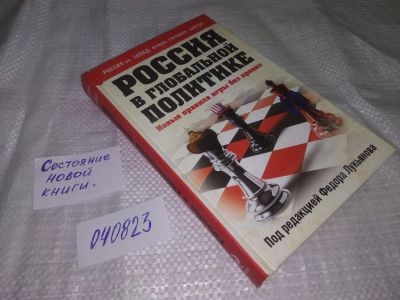 РОССИЯ vs. ЗАПАД: вчера, сегодня, завтра
РОССИЯ
В ГЛОБАЛЬНОЙ
ПОЛИТИКЕ
Новые правила игры без правил
Под редакцией Федора Лукьянова
Состояние
новой
книги.
040823